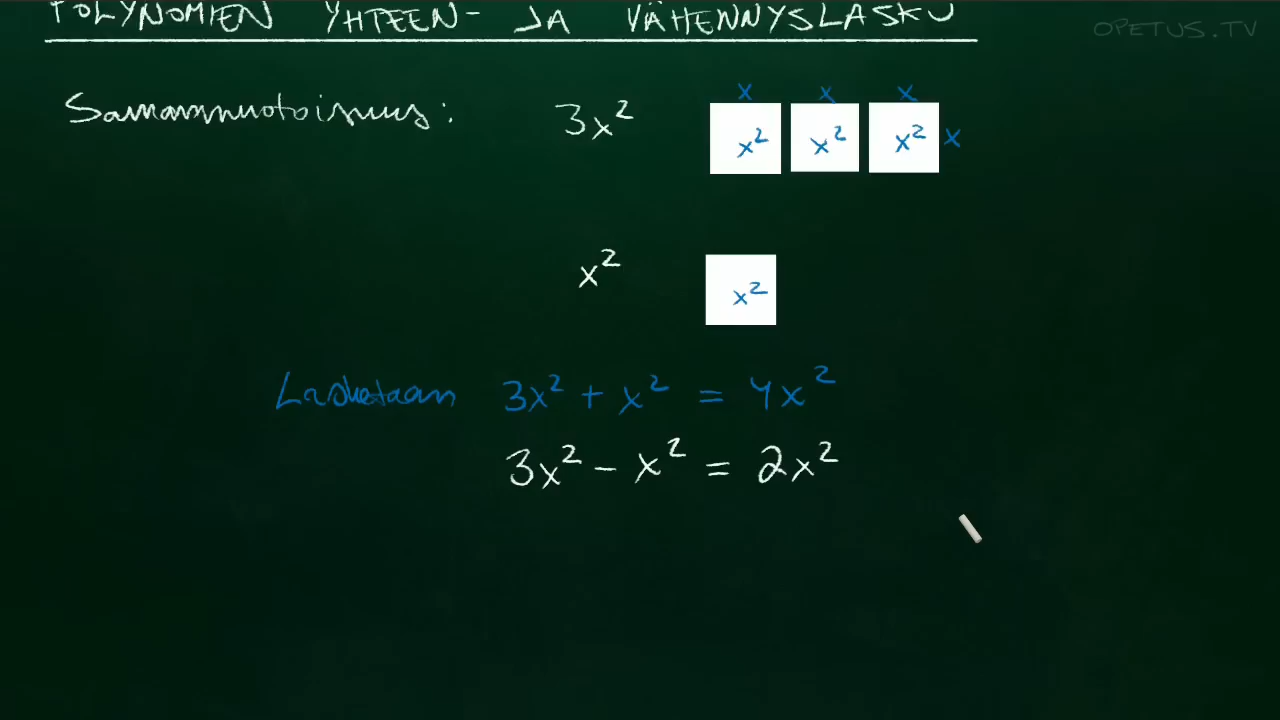 POLYNOMIEN YHTEEN- JA VÄHENNYSLASKU
OPETUS.TV
x x x
Samanmuotoisuus: 3x² x² x² x² x
x² x²
Lasketaan 3x² + x² = 4x²
3x² - x² = 2x²